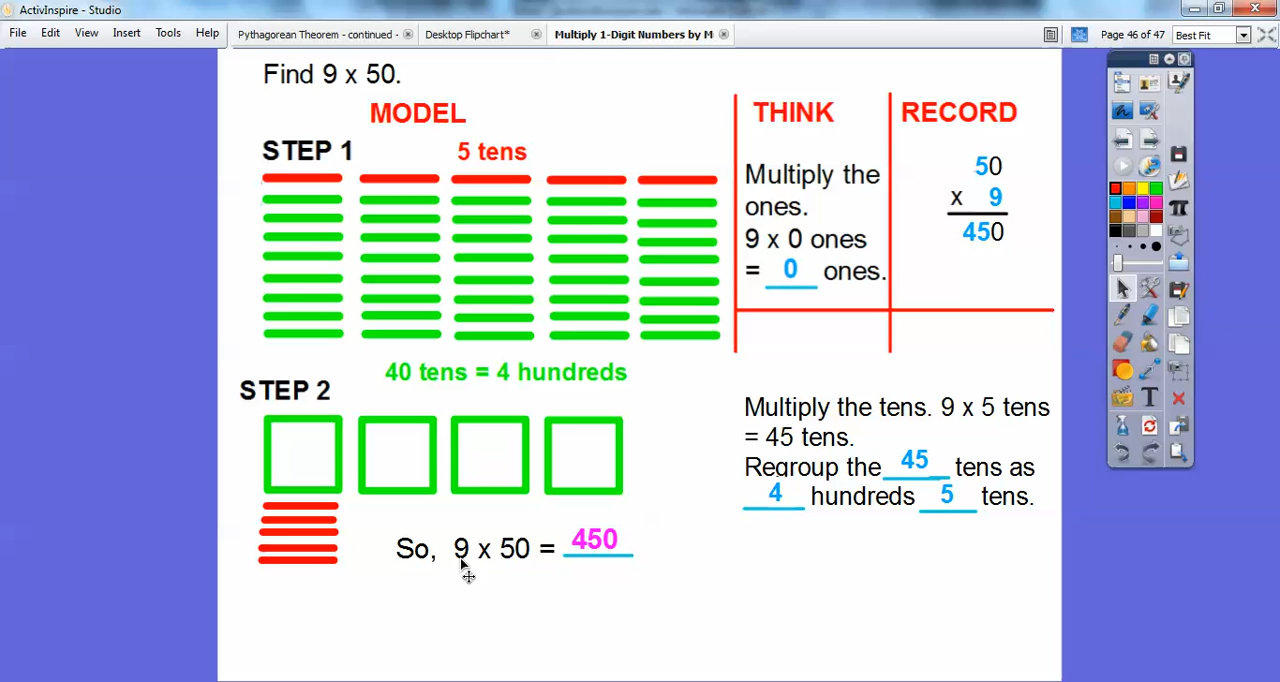 ActivInspire - Studio
File Edit View Insert Tools Help
Pythagorean Theorem - continued -
Desktop Flipchart*
Multiply 1-Digit Numbers by M
Page 46 of 47
Best Fit
Find 9 x 50.
MODEL
STEP 1
5 tens
40 tens = 4 hundreds
STEP 2
So, 9 x 50 = 450
THINK
Multiply the
ones.
9 x 0 ones
= 0 ones.
RECORD
50
x 9
450
Multiply the tens. 9 x 5 tens
= 45 tens.
Regroup the 45 tens as
4 hundreds 5 tens.